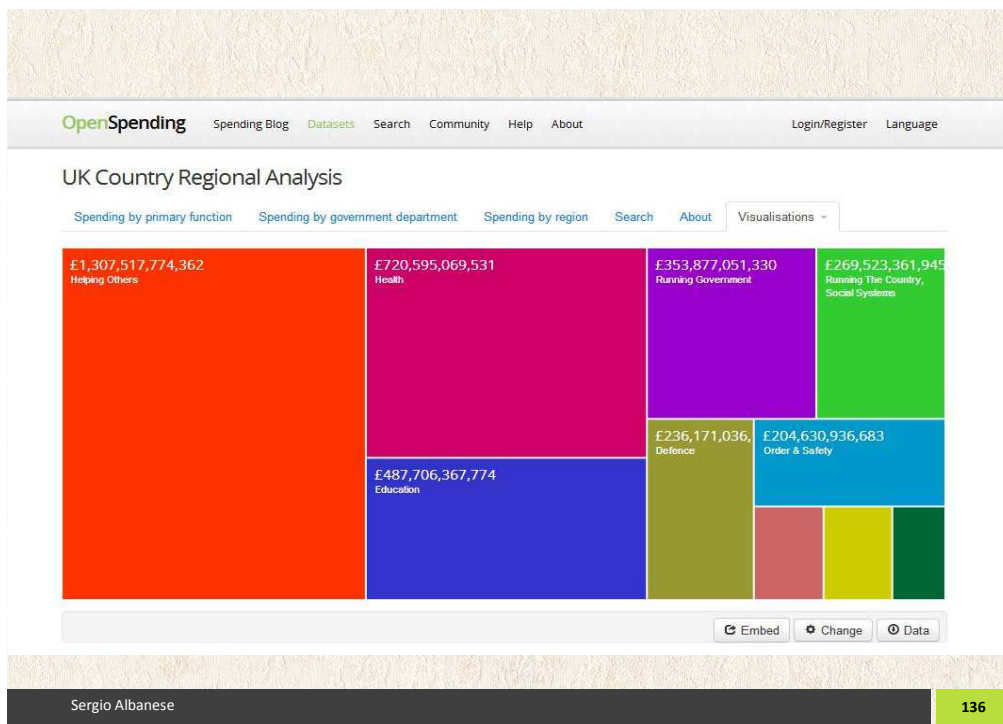 OpenSpending Spending Blog Datasets Search Community Help About Login/Register Language
UK Country Regional Analysis
Spending by primary function Spending by government department Spending by region Search About Visualisations
£1,307,517,774,362
Helping Others
£720,595,069,531
Health
£487,706,367,774
Education
£353,877,051,330
Running Government
£269,523,361,945
Running The Country,
Social Systems
£236,171,036,
Defence
£204,630,936,683
Order & Safety
Embed Change Data
Sergio Albanese 136